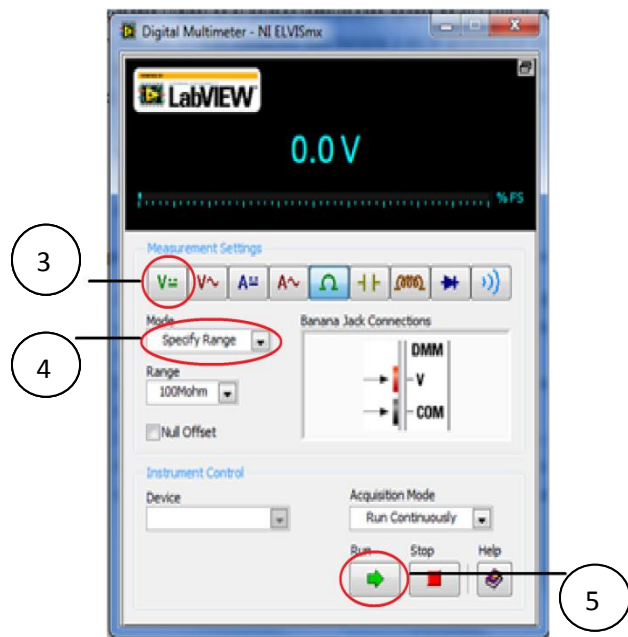 Digital Multimeter - NI ELVISmx
LabVIEW
0.0 V
% FS
3
Measurement Settings
V V A A Ω
4
Mode
Specify Range
Banana Jack Connections
DMM
V
COM
Range
100Mohm
Null Offset
Instrument Control
Device
Acquisition Mode
Run Continuously
Run Stop Help
5